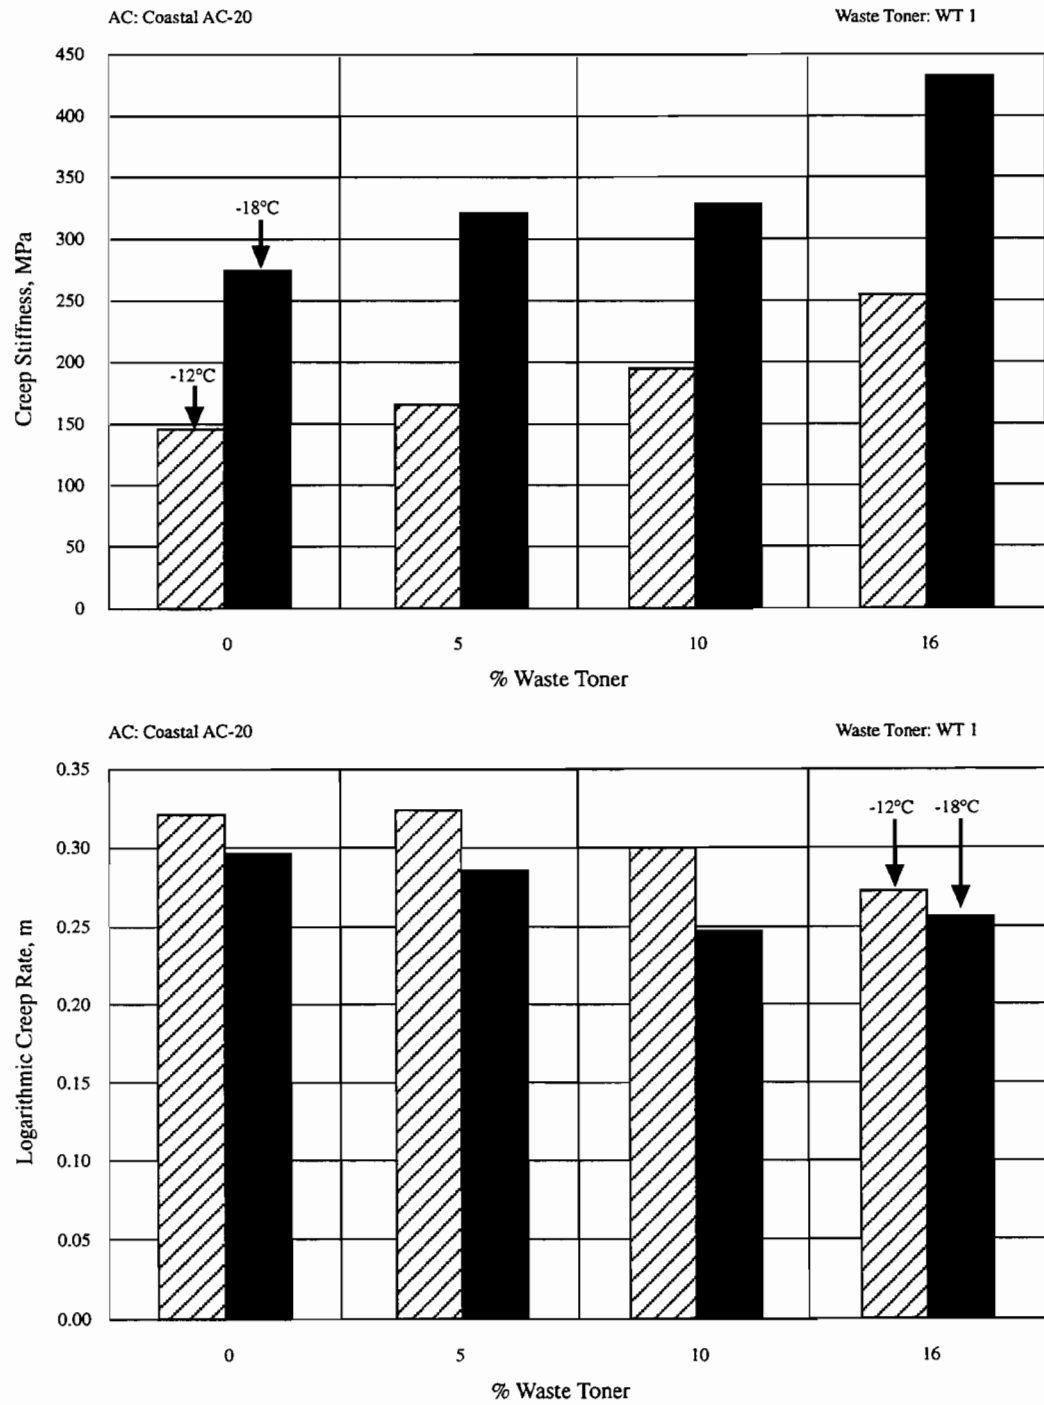 AC: Coastal AC-20 Waste Toner: WT 1
450
400
350
300
250
200
150
100
50
0
Creep Stiffness, MPa
-18°C
-12°C
0 5 10 16
% Waste Toner
AC: Coastal AC-20 Waste Toner: WT 1
0.35
0.30
0.25
0.20
0.15
0.10
0.05
0.00
Logarithmic Creep Rate, m
-12°C -18°C
0 5 10 16
% Waste Toner